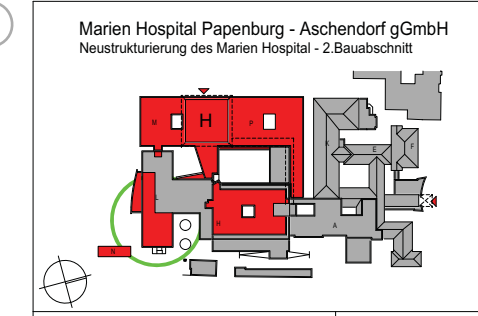 Marien Hospital Papenburg - Aschendorf gGmbH
Neustrukturierung des Marien Hospital - 2.Bauabschnitt
M
H
P
K
E
F
L
H
A
N
H